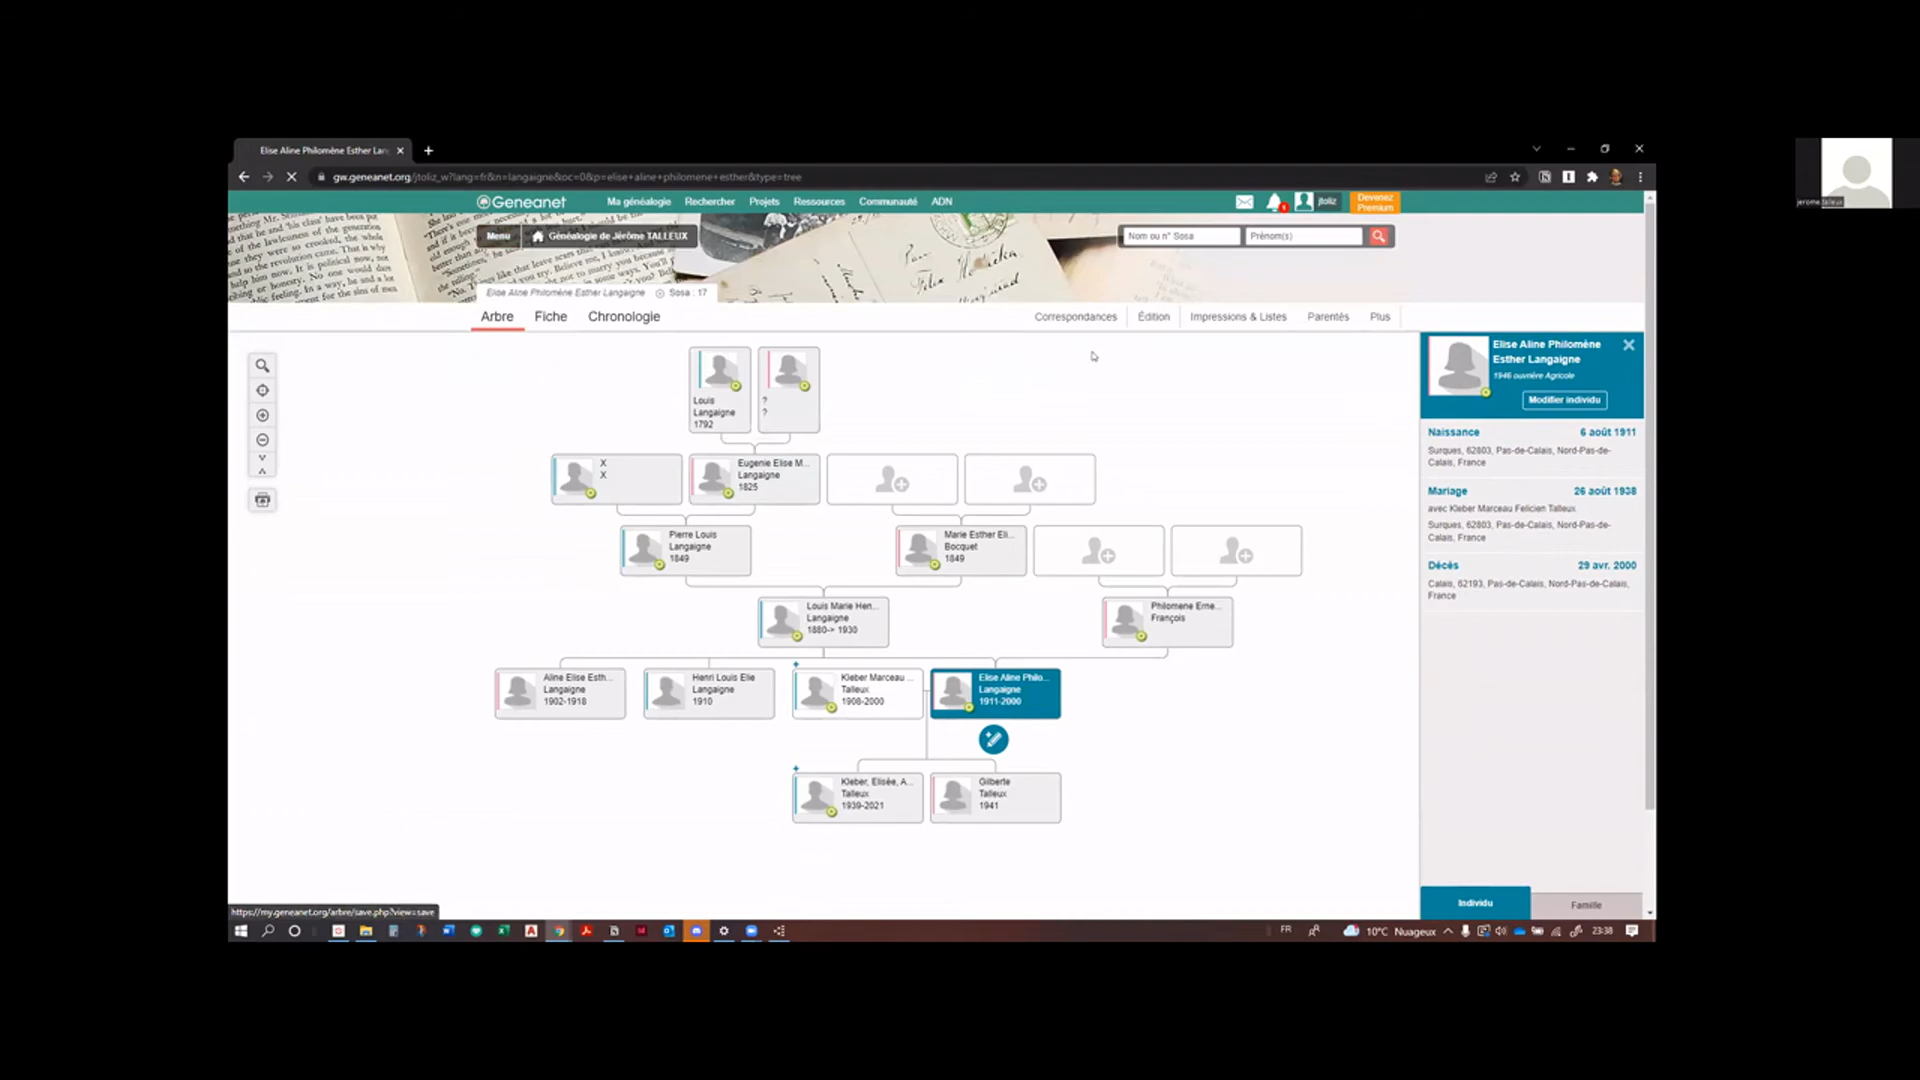 Elise Aline Philomène Esther Lan
gw.geneanet.org/jtoliz_w?lang=fr&n=langaigne&oc=0&p=elise+aline+philomene+esther&type=tree
Geneanet
Ma généalogie
Rechercher
Projets
Ressources
Communauté
ADN
jtoliz
Devenez
Premium
Menu
Généalogie de Jérôme TALLEUX
Nom ou n° Sosa
Prénom(s)
Elise Aline Philomène Esther Langaigne
Sosa : 17
Arbre
Fiche
Chronologie
Correspondances
Édition
Impressions & Listes
Parentés
Plus
Louis
Langaigne
1792
?
?
X
X
Eugenie Elise M...
Langaigne
1825
Pierre Louis
Langaigne
1849
Marie Esther Eli...
Bocquet
1849
Louis Marie Hen...
Langaigne
1880-> 1930
Philomene Erne...
François
Aline Elise Esth...
Langaigne
1902-1918
Henri Louis Elie
Langaigne
1910
Kleber Marceau ...
Talleux
1908-2000
Elise Aline Philo...
Langaigne
1911-2000
Kleber, Elisée, A...
Talleux
1939-2021
Gilberte
Talleux
1941
Elise Aline Philomène
Esther Langaigne
1946 ouvrière Agricole
Modifier individu
Naissance
6 août 1911
Surques, 62803, Pas-de-Calais, Nord-Pas-de-
Calais, France
Mariage
26 août 1938
avec Kleber Marceau Felicien Talleux
Surques, 62803, Pas-de-Calais, Nord-Pas-de-
Calais, France
Décès
29 avr. 2000
Calais, 62193, Pas-de-Calais, Nord-Pas-de-Calais,
France
Individu
Famille
https://my.geneanet.org/arbre/save.php?view=save
FR
10°C Nuageux
23:38
jerome.talleux